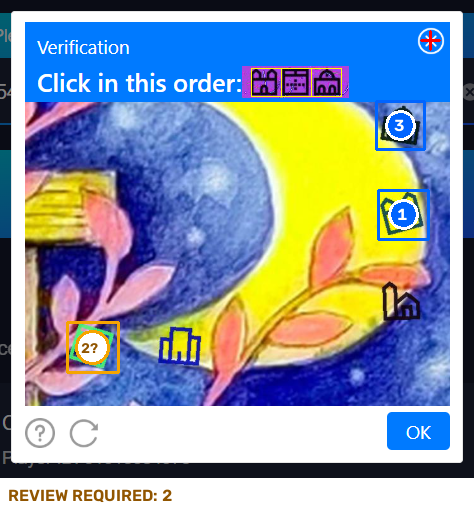 Verification
Click in this order:
3
1
2?
OK
REVIEW REQUIRED: 2